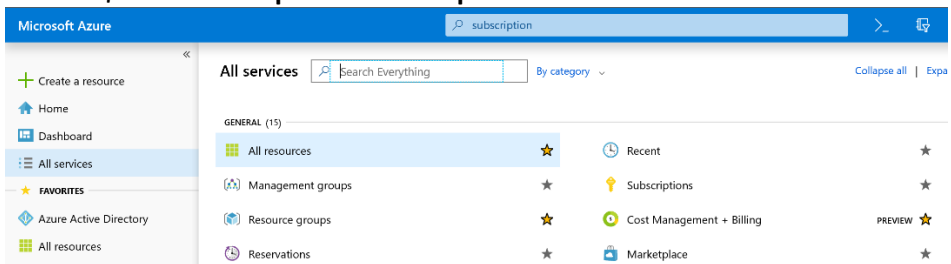 Microsoft Azure
subscription
Create a resource
Home
Dashboard
All services
FAVORITES
Azure Active Directory
All resources
All services
Search Everything
By category
Collapse all | Expa
GENERAL (15)
All resources
Recent
Management groups
Subscriptions
Resource groups
Cost Management + Billing PREVIEW
Reservations
Marketplace